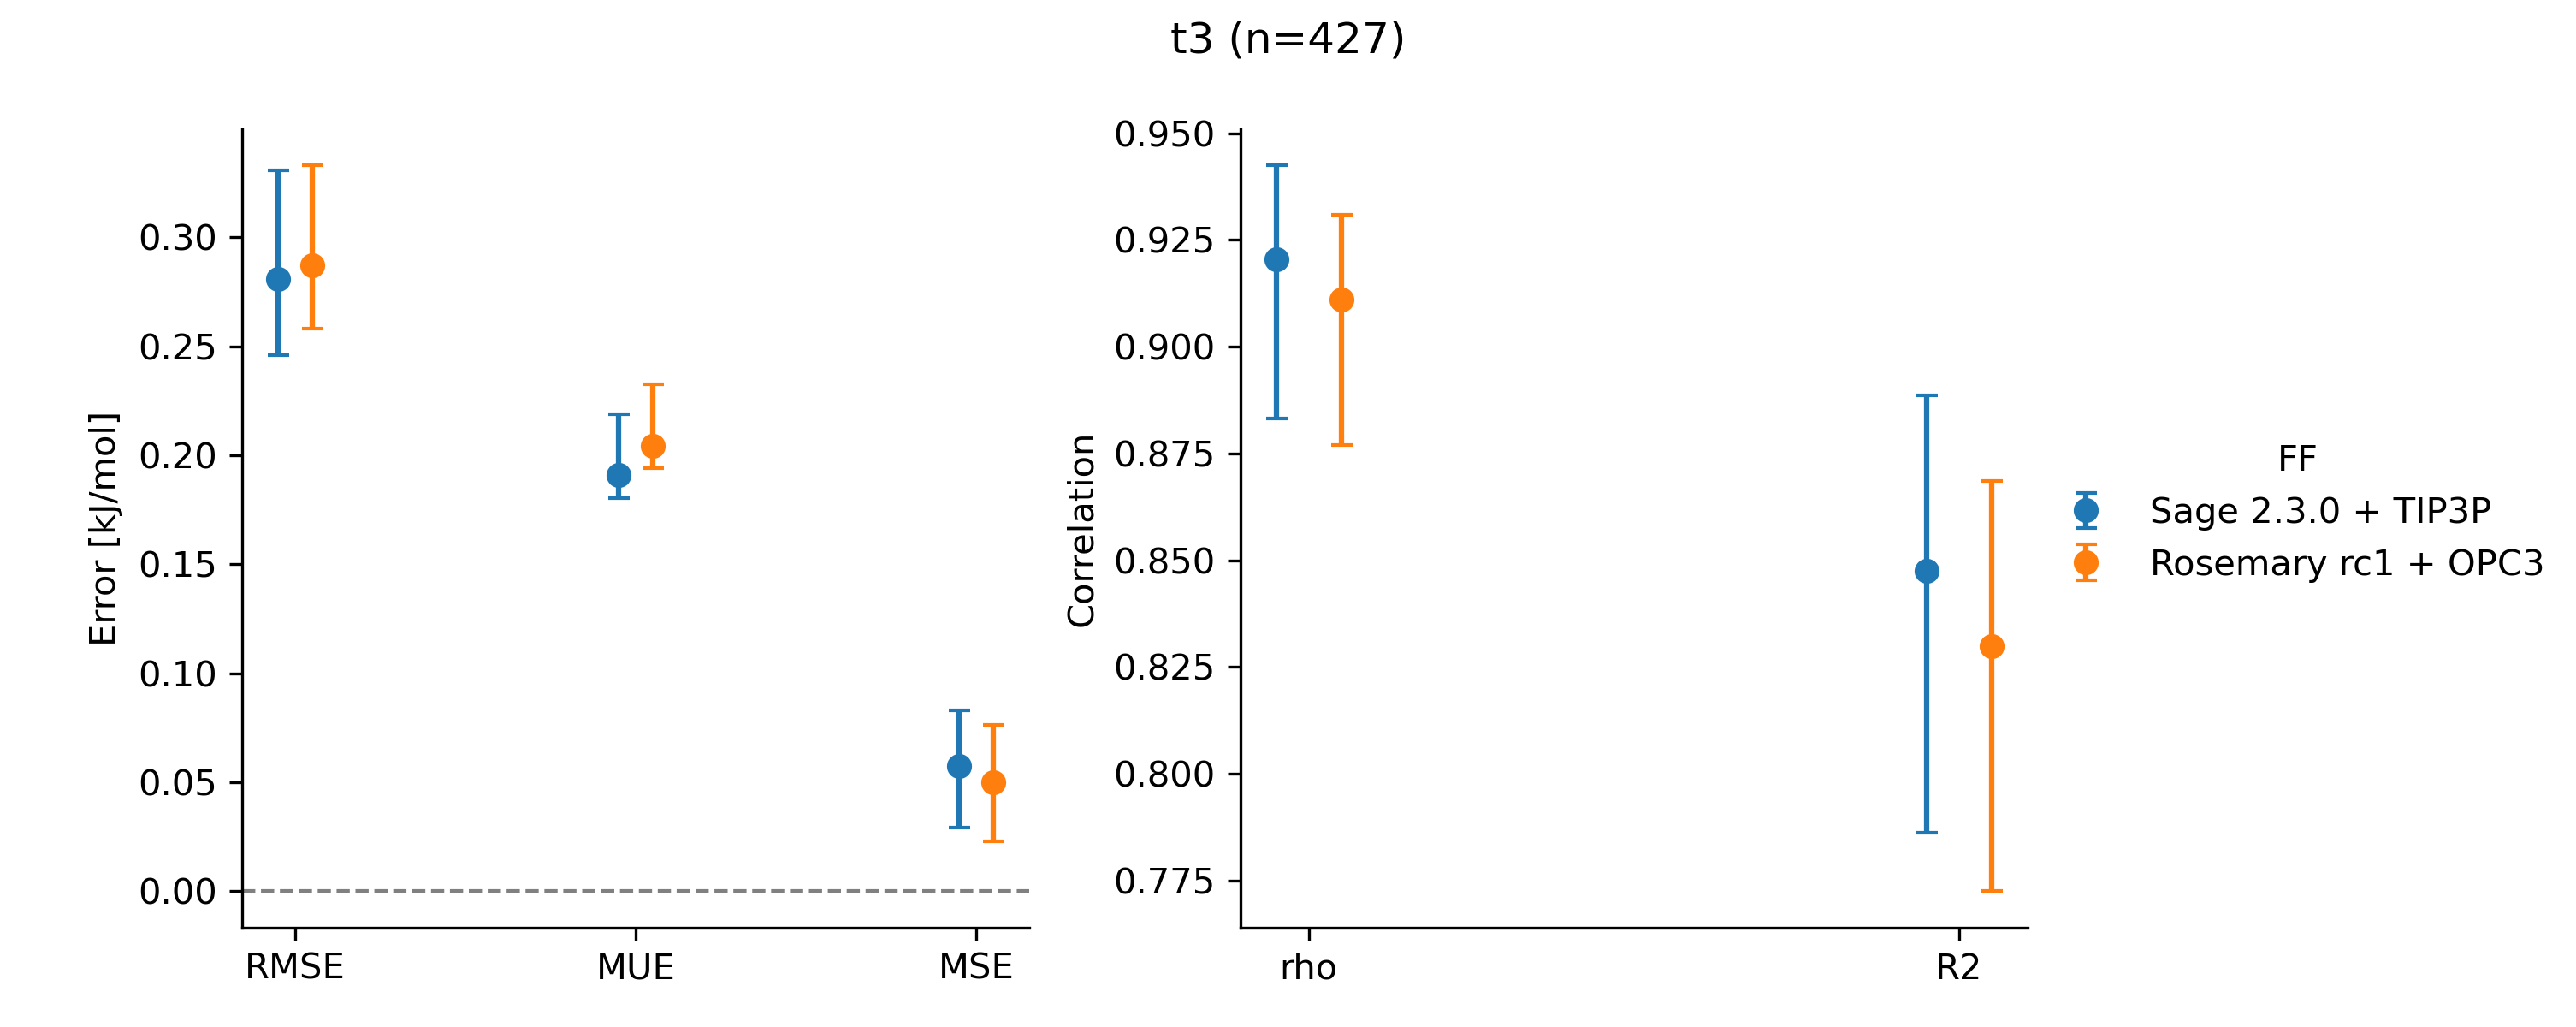 t3 (n=427)
Error [kJ/mol]
0.30
0.25
0.20
0.15
0.10
0.05
0.00
RMSE
MUE
MSE
Correlation
0.950
0.925
0.900
0.875
0.850
0.825
0.800
0.775
rho
R2
FF
Sage 2.3.0 + TIP3P
Rosemary rc1 + OPC3